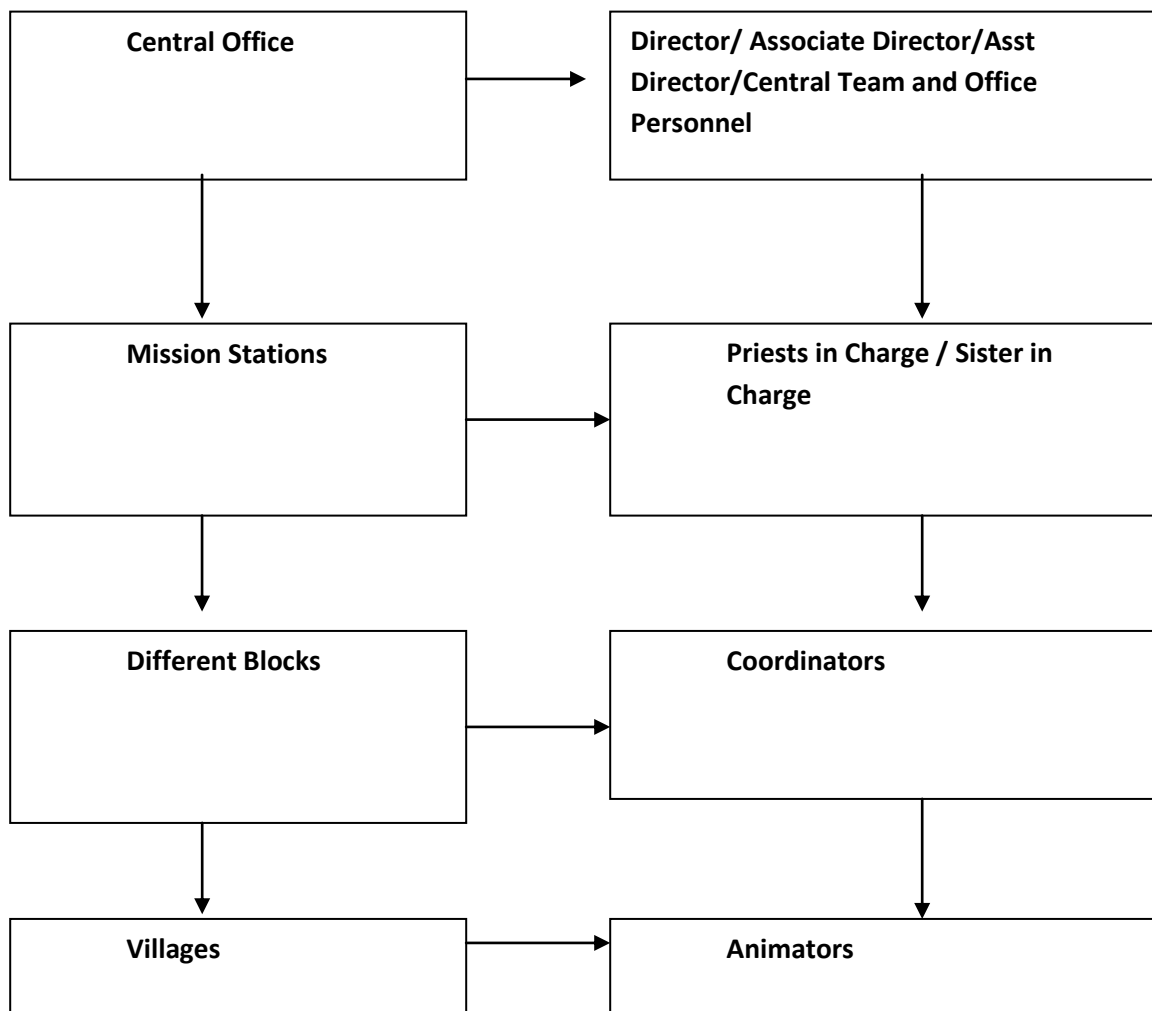 Central Office
Director/ Associate Director/Asst
Director/Central Team and Office
Personnel
Mission Stations
Priests in Charge / Sister in
Charge
Different Blocks
Coordinators
Villages
Animators